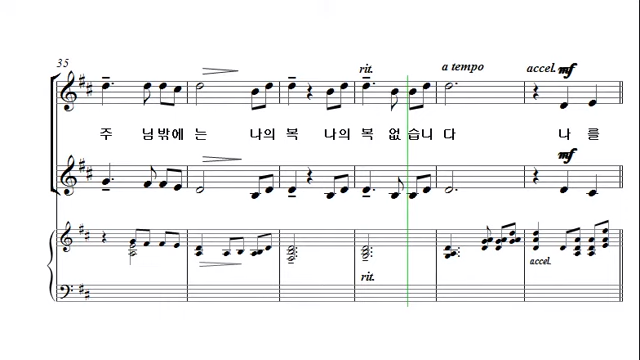 35
rit.
a tempo
accel. mf
주 님밖에 는 나의 복 나의 복 없 습니 다 나 를
mf
accel.
rit.